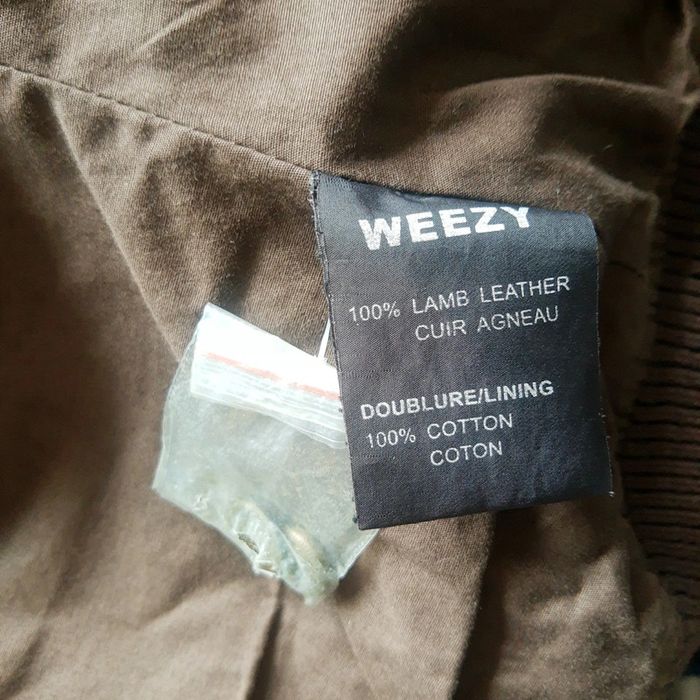 WEEZY
100% LAMB LEATHER
CUIR AGNEAU
DOUBLURE/LINING
100% COTTON
COTON